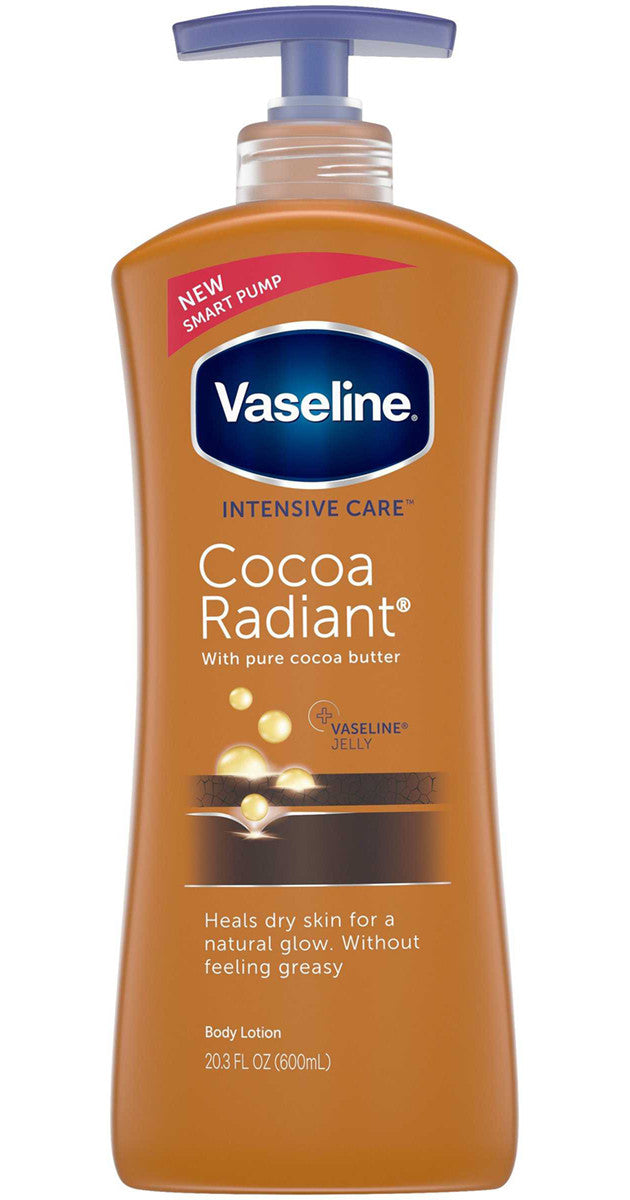 NEW
SMART PUMP
Vaseline®
INTENSIVE CARE™
Cocoa
Radiant®
With pure cocoa butter
VASELINE®
JELLY
Heals dry skin for a
natural glow. Without
feeling greasy
Body Lotion
20.3 FL OZ (600mL)